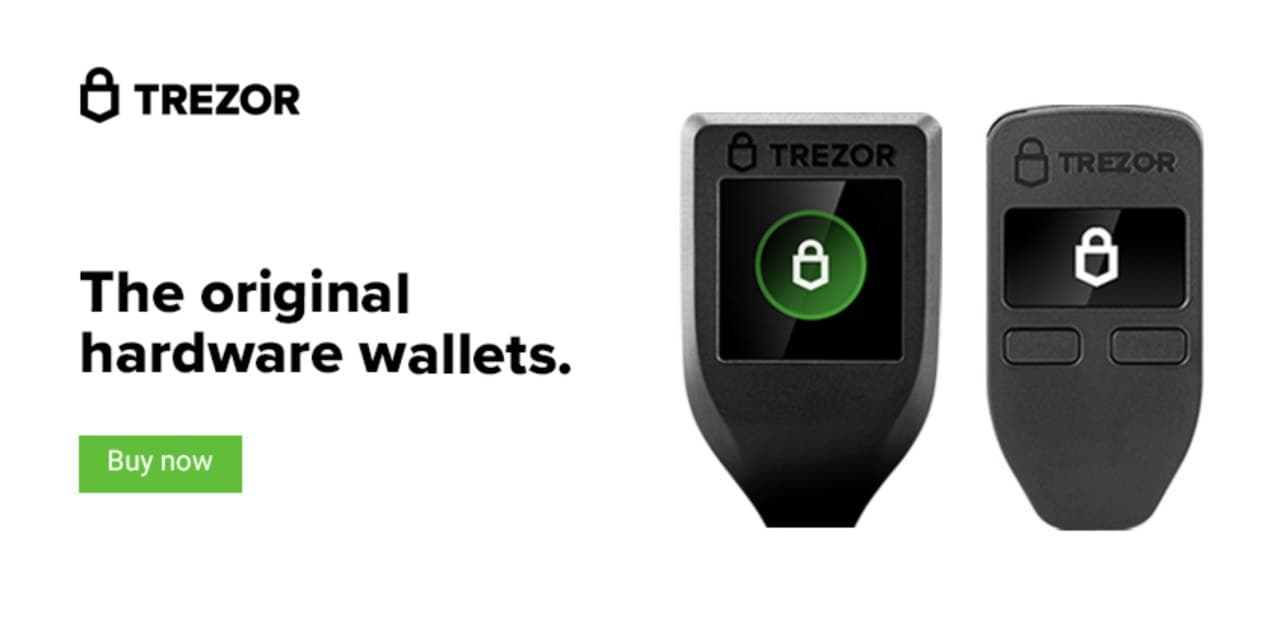 TREZOR
The original
hardware wallets.
Buy now
TREZOR
TREZOR